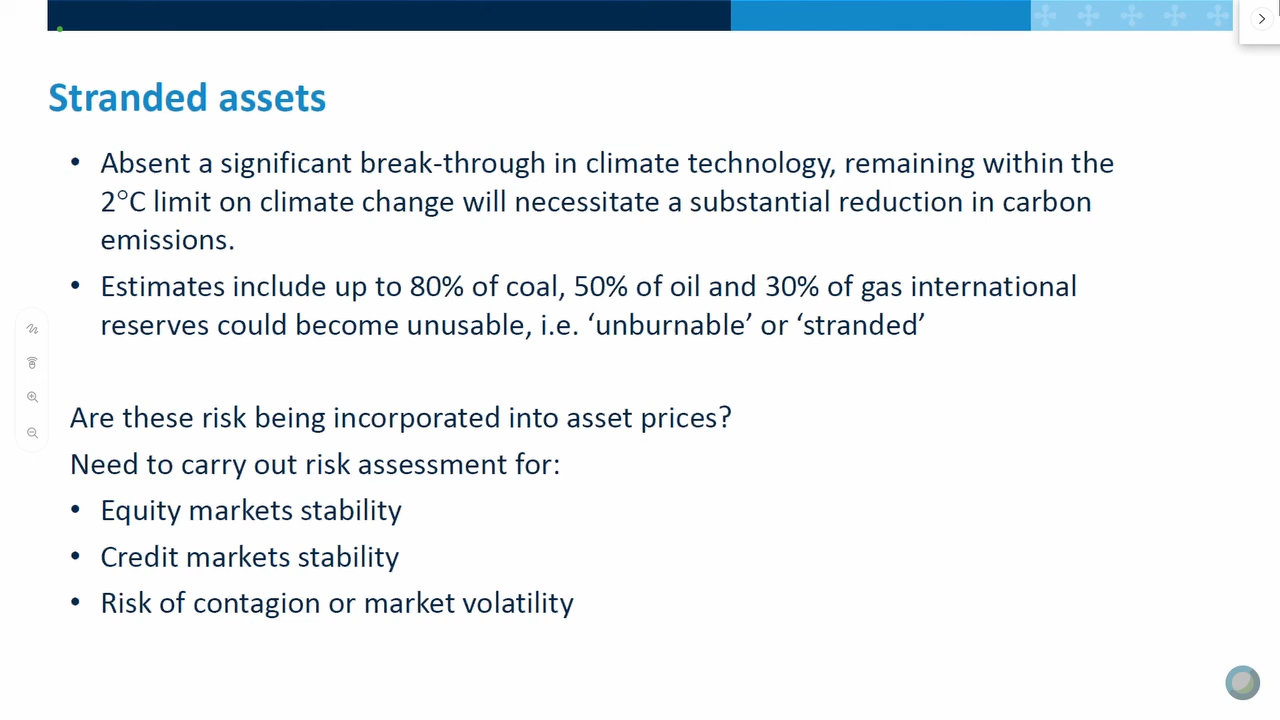 Stranded assets
• Absent a significant break-through in climate technology, remaining within the
2°C limit on climate change will necessitate a substantial reduction in carbon
emissions.
• Estimates include up to 80% of coal, 50% of oil and 30% of gas international
reserves could become unusable, i.e. ‘unburnable’ or ‘stranded’
Are these risk being incorporated into asset prices?
Need to carry out risk assessment for:
• Equity markets stability
• Credit markets stability
• Risk of contagion or market volatility